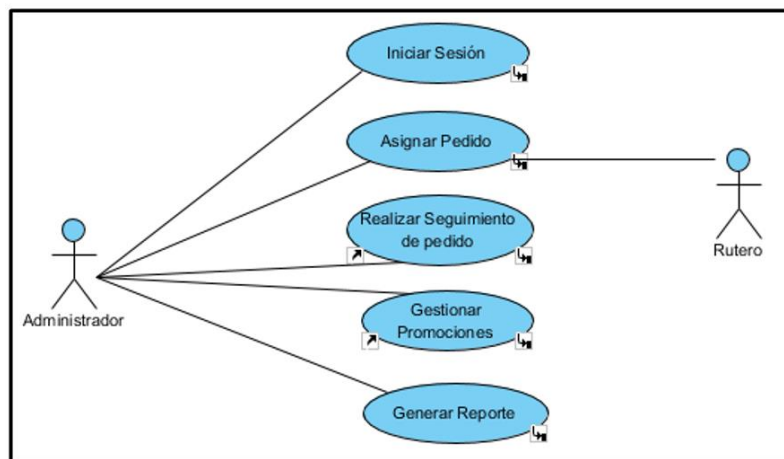 Iniciar Sesión
Asignar Pedido
Realizar Seguimiento
de pedido
Rutero
Administrador
Gestionar
Promociones
Generar Reporte